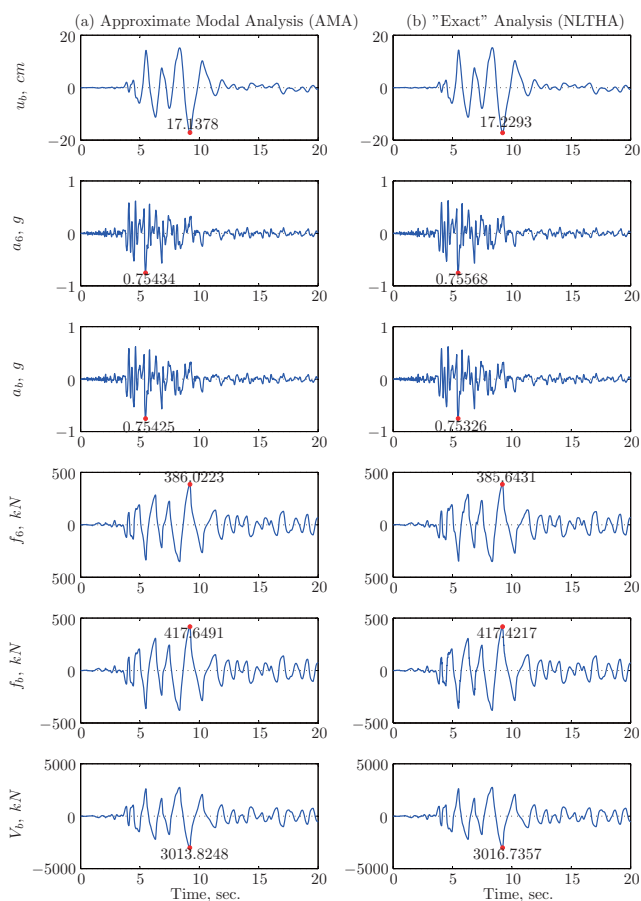 (a) Approximate Modal Analysis (AMA)
(b) "Exact" Analysis (NLTHA)
u_b, cm
20
0
−20
17.1378
0 5 10 15 20
20
0
−20
17.2293
0 5 10 15 20
a_6, g
1
0
−1
0.75434
0 5 10 15 20
1
0
−1
0.75568
0 5 10 15 20
a_b, g
1
0
−1
0.75425
0 5 10 15 20
1
0
−1
0.75326
0 5 10 15 20
f_6, kN
500
0
500
386.0223
0 5 10 15 20
500
0
500
385.6431
0 5 10 15 20
f_b, kN
500
0
−500
417.6491
0 5 10 15 20
500
0
−500
417.4217
0 5 10 15 20
V_b, kN
5000
0
−5000
3013.8248
0 5 10 15 20
Time, sec.
5000
0
−5000
3016.7357
0 5 10 15 20
Time, sec.